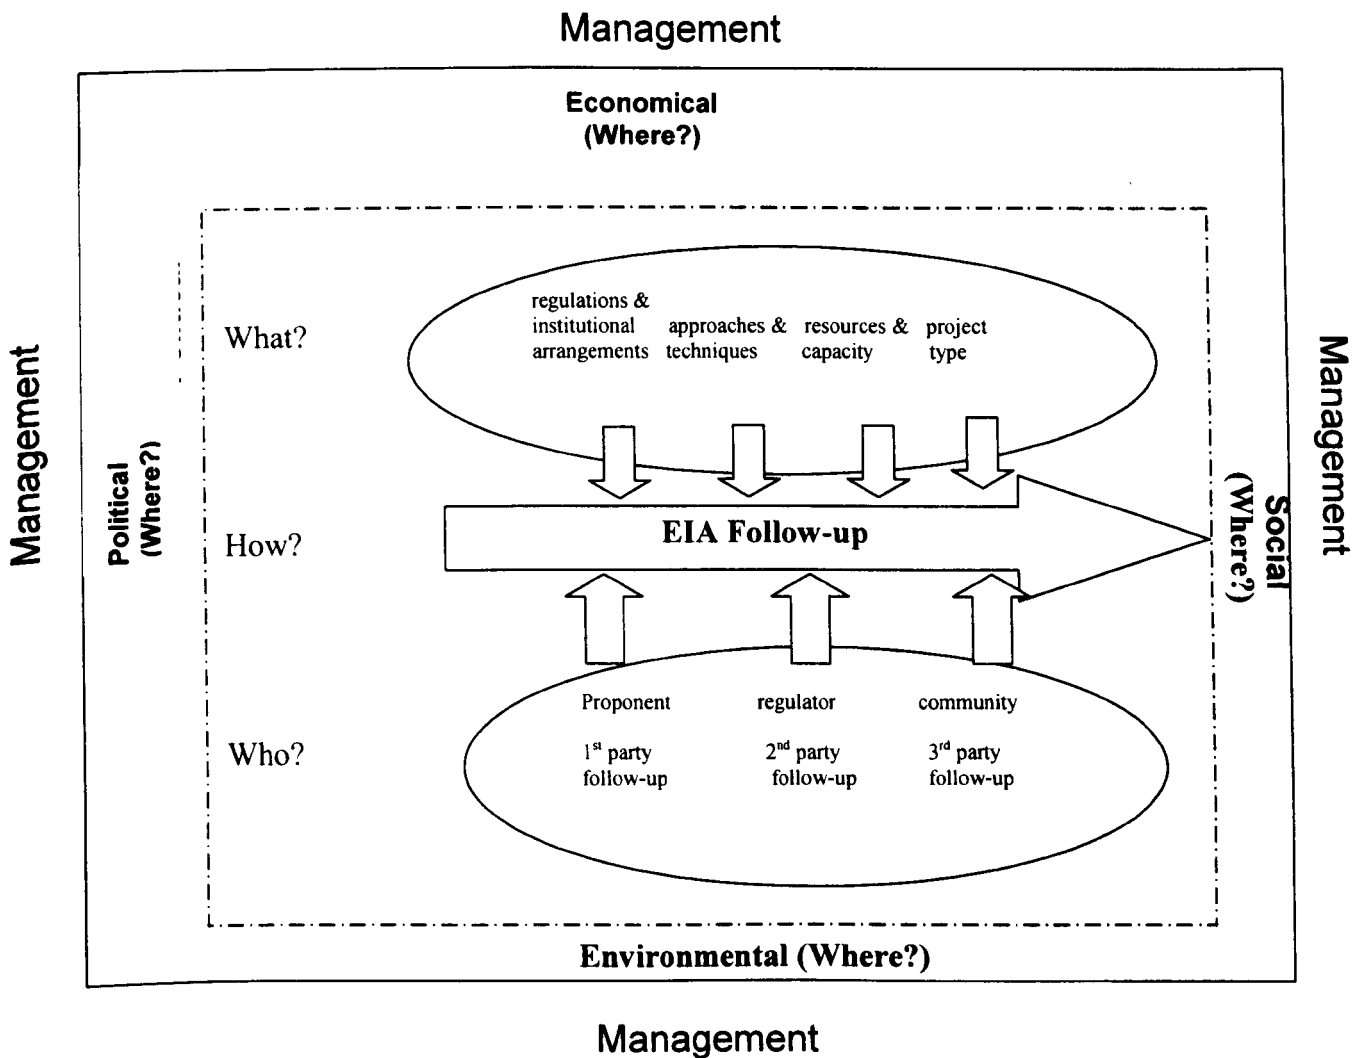 Management
Economical
(Where?)
What?
regulations &
institutional
arrangements
approaches &
techniques
resources &
capacity
project
type
Management
Political
(Where?)
How?
EIA Follow-up
Social
(Where?)
Management
Who?
Proponent
1st party
follow-up
regulator
2nd party
follow-up
community
3rd party
follow-up
Environmental (Where?)
Management